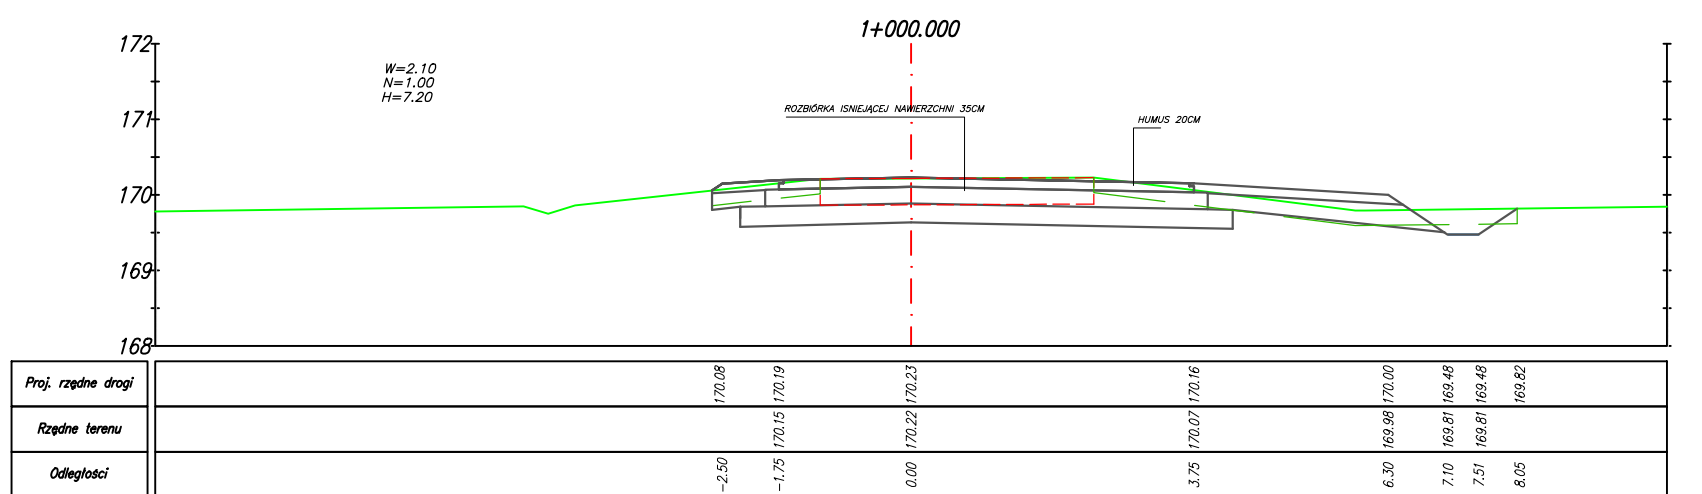 1+000.000
172
W=2.10
N=1.00
H=7.20
ROZBIÓRKA ISNIEJĄCEJ NAWIERZCHNI 35CM
171
HUMUS 20CM
170
169
168
Proj. rzędne drogi 170.08 170.19 170.23 170.16 170.00 169.48 169.48 169.82
Rzędne terenu 170.15 170.22 170.07 169.98 169.81 169.81
Odległości -2.50 -1.75 0.00 3.75 6.30 7.10 7.51 8.05